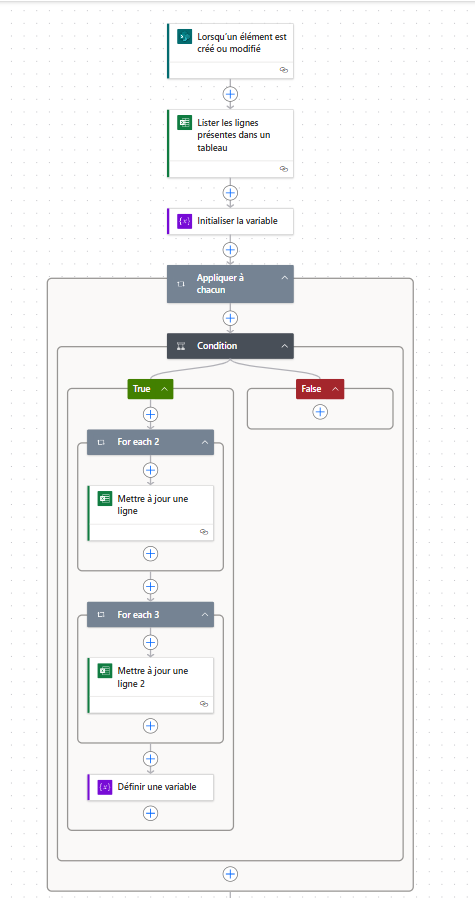 Lorsqu'un élément est
créé ou modifié
Lister les lignes
présentes dans un
tableau
Initialiser la variable
Appliquer à
chacun
Condition
True
False
For each 2
Mettre à jour une
ligne
For each 3
Mettre à jour une
ligne 2
Définir une variable